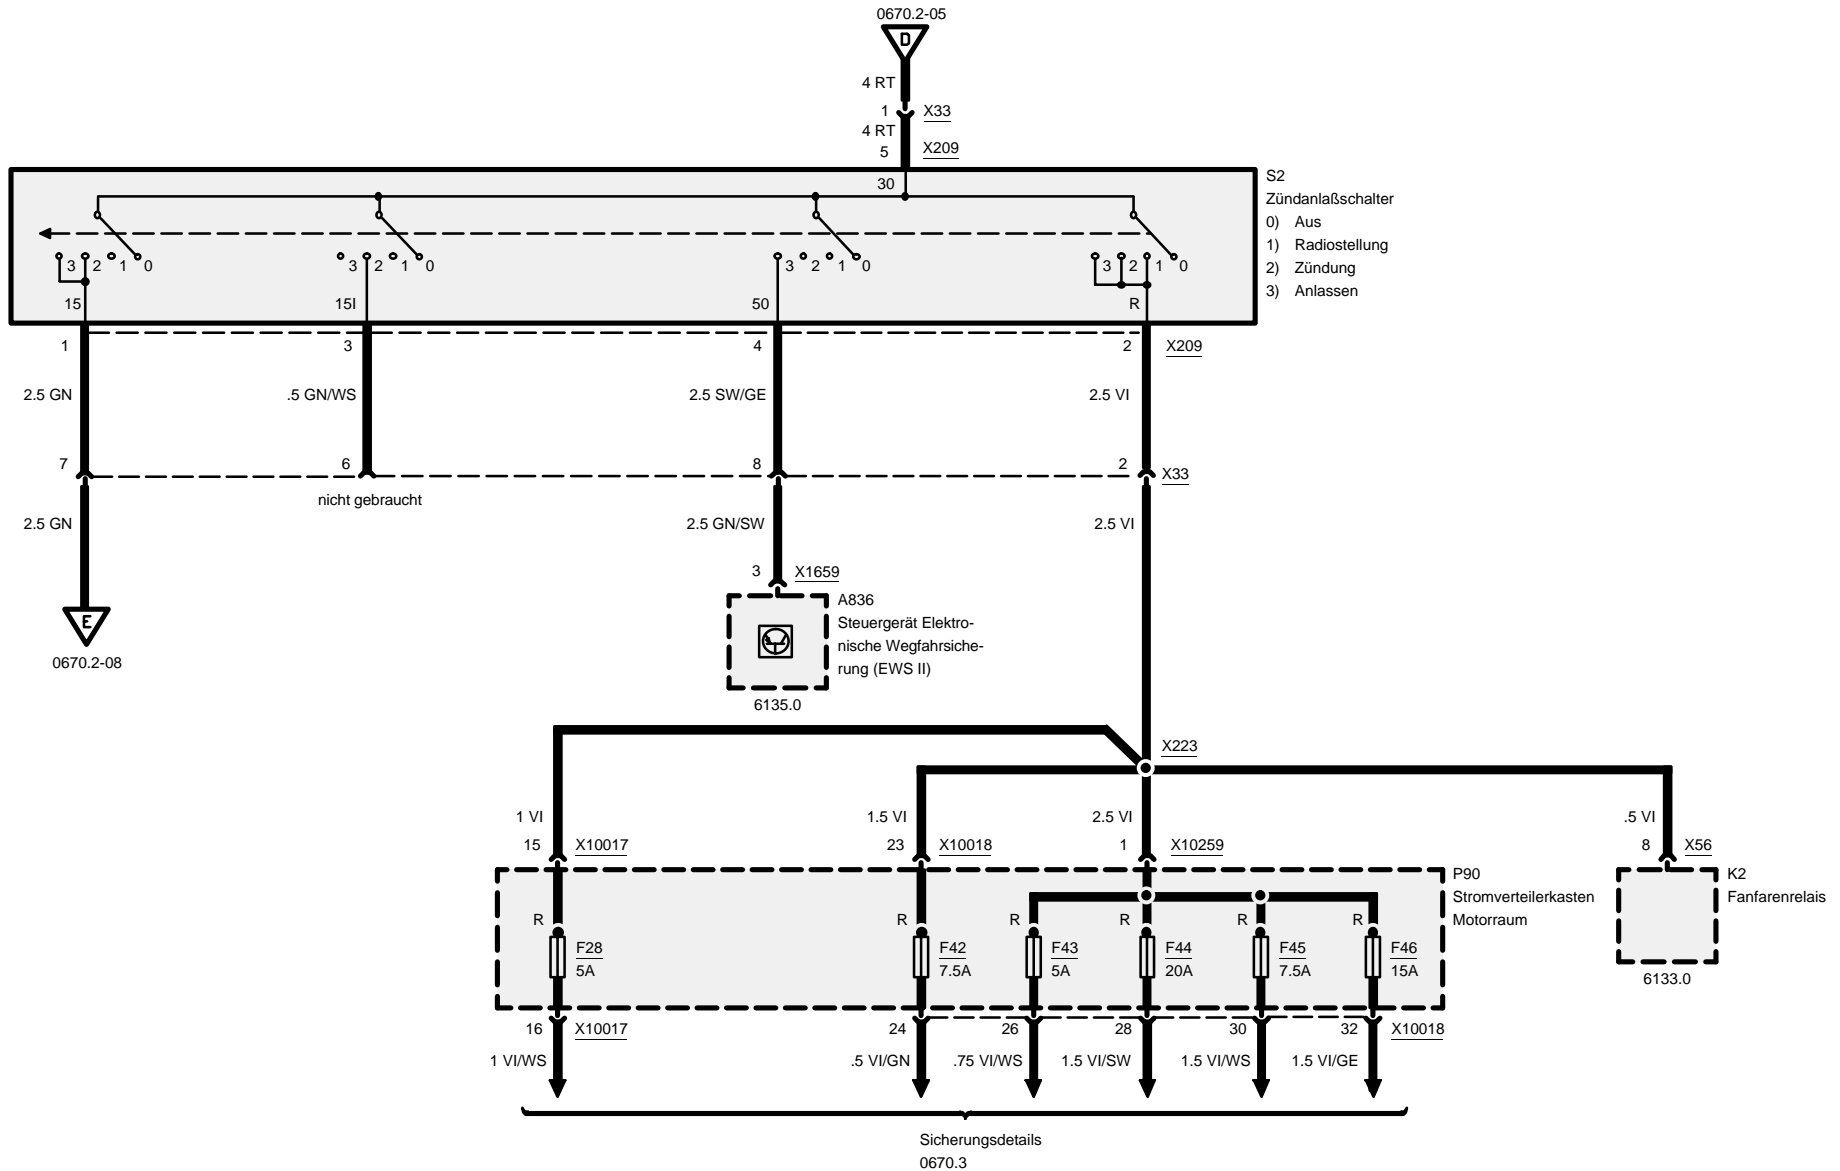 0670.2-05
D
4 RT
1 X33
4 RT
5 X209
30
S2
Zündanlaßschalter
0) Aus
1) Radiostellung
2) Zündung
3) Anlassen
3 2 1 0
3 2 1 0
3 2 1 0
3 2 1 0
15 15I 50 R
1 3 4 2 X209
2.5 GN .5 GN/WS 2.5 SW/GE 2.5 VI
7 6 8 2 X33
nicht gebraucht
2.5 GN 2.5 GN/SW 2.5 VI
3 X1659
E
0670.2-08
A836
Steuergerät Elektro-
nische Wegfahrsiche-
rung (EWS II)
6135.0
X223
1 VI 1.5 VI 2.5 VI .5 VI
15 X10017 23 X10018 1 X10259 8 X56
P90
Stromverteilerkasten
Motorraum
K2
Fanfarenrelais
6133.0
R R R R R R
F28 F42 F43 F44 F45 F46
5A 7.5A 5A 20A 7.5A 15A
16 X10017 24 26 28 30 32 X10018
1 VI/WS .5 VI/GN .75 VI/WS 1.5 VI/SW 1.5 VI/WS 1.5 VI/GE
Sicherungsdetails
0670.3